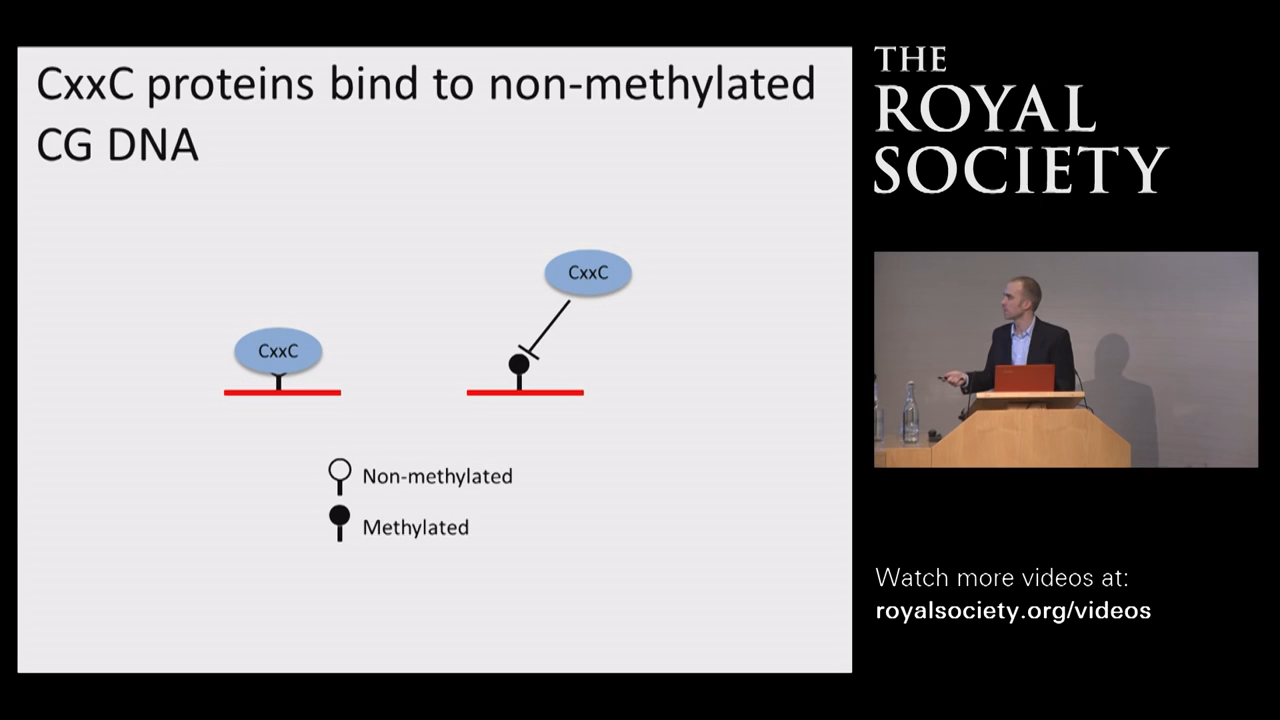 CxxC proteins bind to non-methylated
CG DNA
CxxC
CxxC
Non-methylated
Methylated
THE
ROYAL
SOCIETY
Watch more videos at:
royalsociety.org/videos